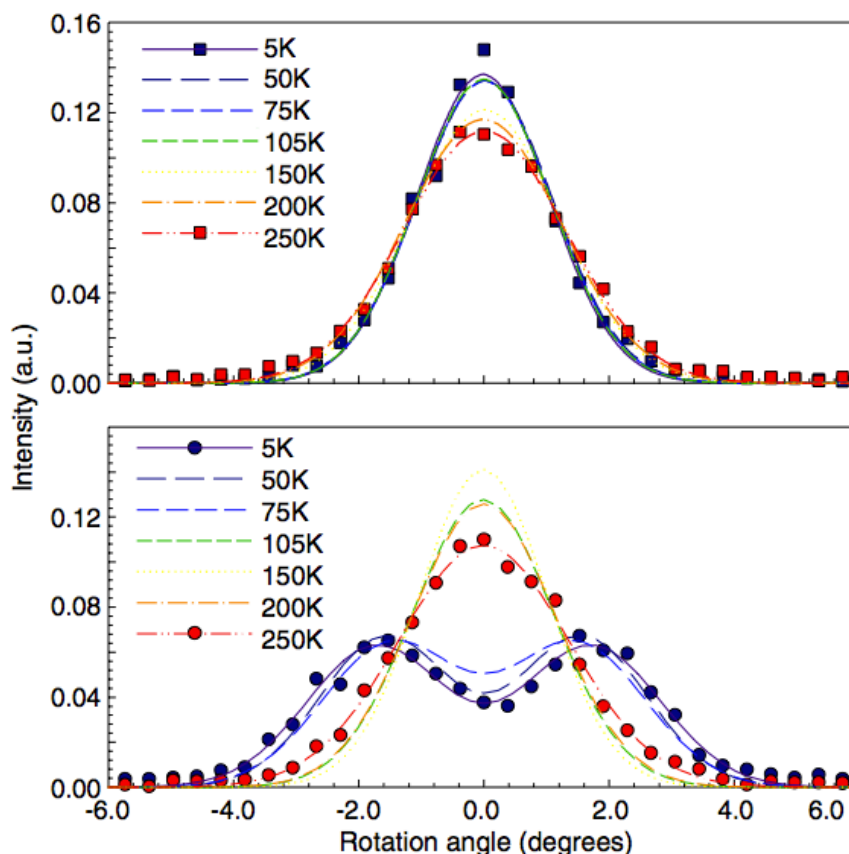 0.16
0.12
0.08
0.04
0.00
5K
50K
75K
105K
150K
200K
250K
Intensity (a.u.)
0.12
0.08
0.04
0.00
5K
50K
75K
105K
150K
200K
250K
-6.0 -4.0 -2.0 0.0 2.0 4.0 6.0
Rotation angle (degrees)